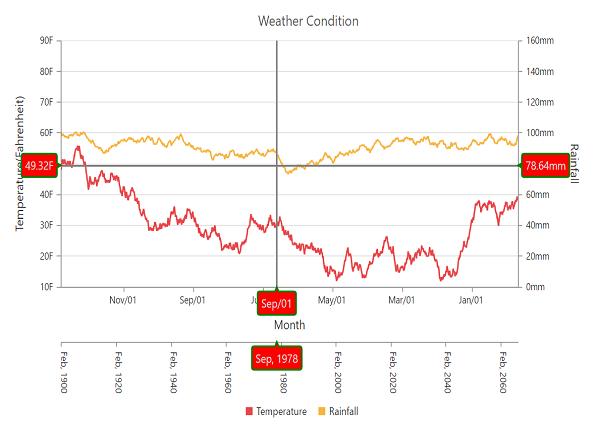 Weather Condition
90F
80F
70F
60F
49.32F
40F
30F
20F
10F
Temperature(Fahrenheit)
160mm
140mm
120mm
100mm
78.64mm
60mm
40mm
20mm
0mm
Rainfall
Nov/01
Sep/01
Sep/01
May/01
Mar/01
Jan/01
Month
Feb, 1900
Feb, 1920
Feb, 1940
Feb, 1960
Sep, 1978
1980
Feb, 2000
Feb, 2020
Feb, 2040
Feb, 2060
Temperature
Rainfall